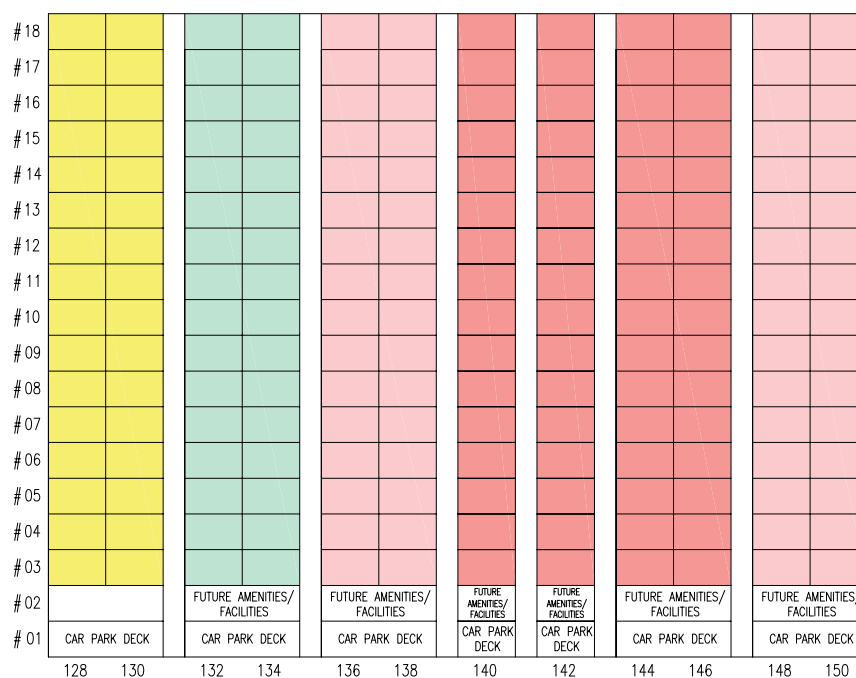 # 18
# 17
# 16
# 15
# 14
# 13
# 12
# 11
# 10
# 09
# 08
# 07
# 06
# 05
# 04
# 03
# 02 FUTURE AMENITIES/ FUTURE AMENITIES/ FUTURE FUTURE FUTURE AMENITIES/ FUTURE AMENITIES/
FACILITIES FACILITIES AMENITIES/ AMENITIES/ FACILITIES FACILITIES
FACILITIES FACILITIES
# 01 CAR PARK DECK CAR PARK DECK CAR PARK DECK CAR PARK CAR PARK CAR PARK DECK CAR PARK DECK
DECK DECK
128 130 132 134 136 138 140 142 144 146 148 150